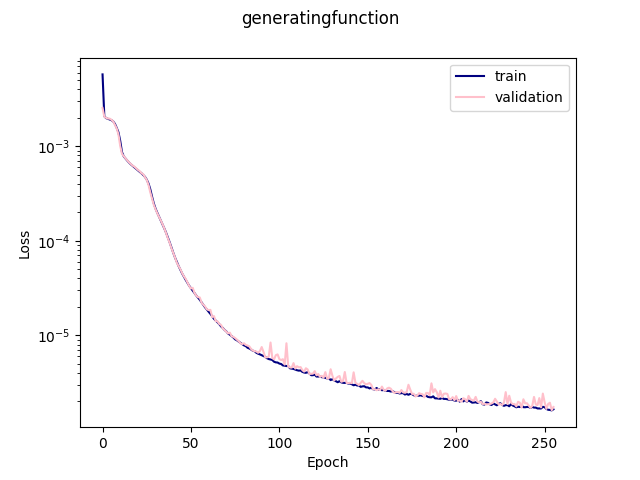 generatingfunction
train
validation
Loss
10⁻³
10⁻⁴
10⁻⁵
0
50
100
150
200
250
Epoch